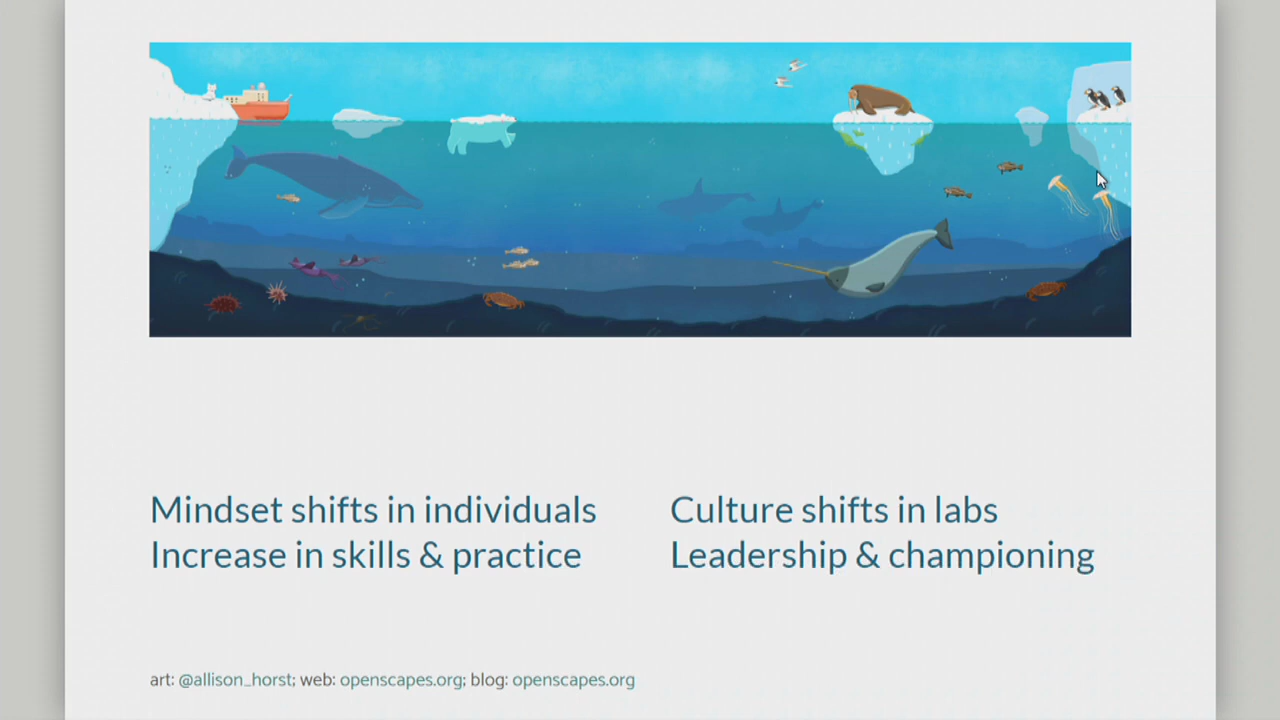 Mindset shifts in individuals
Increase in skills & practice
Culture shifts in labs
Leadership & championing
art: @allison_horst; web: openscapes.org; blog: openscapes.org